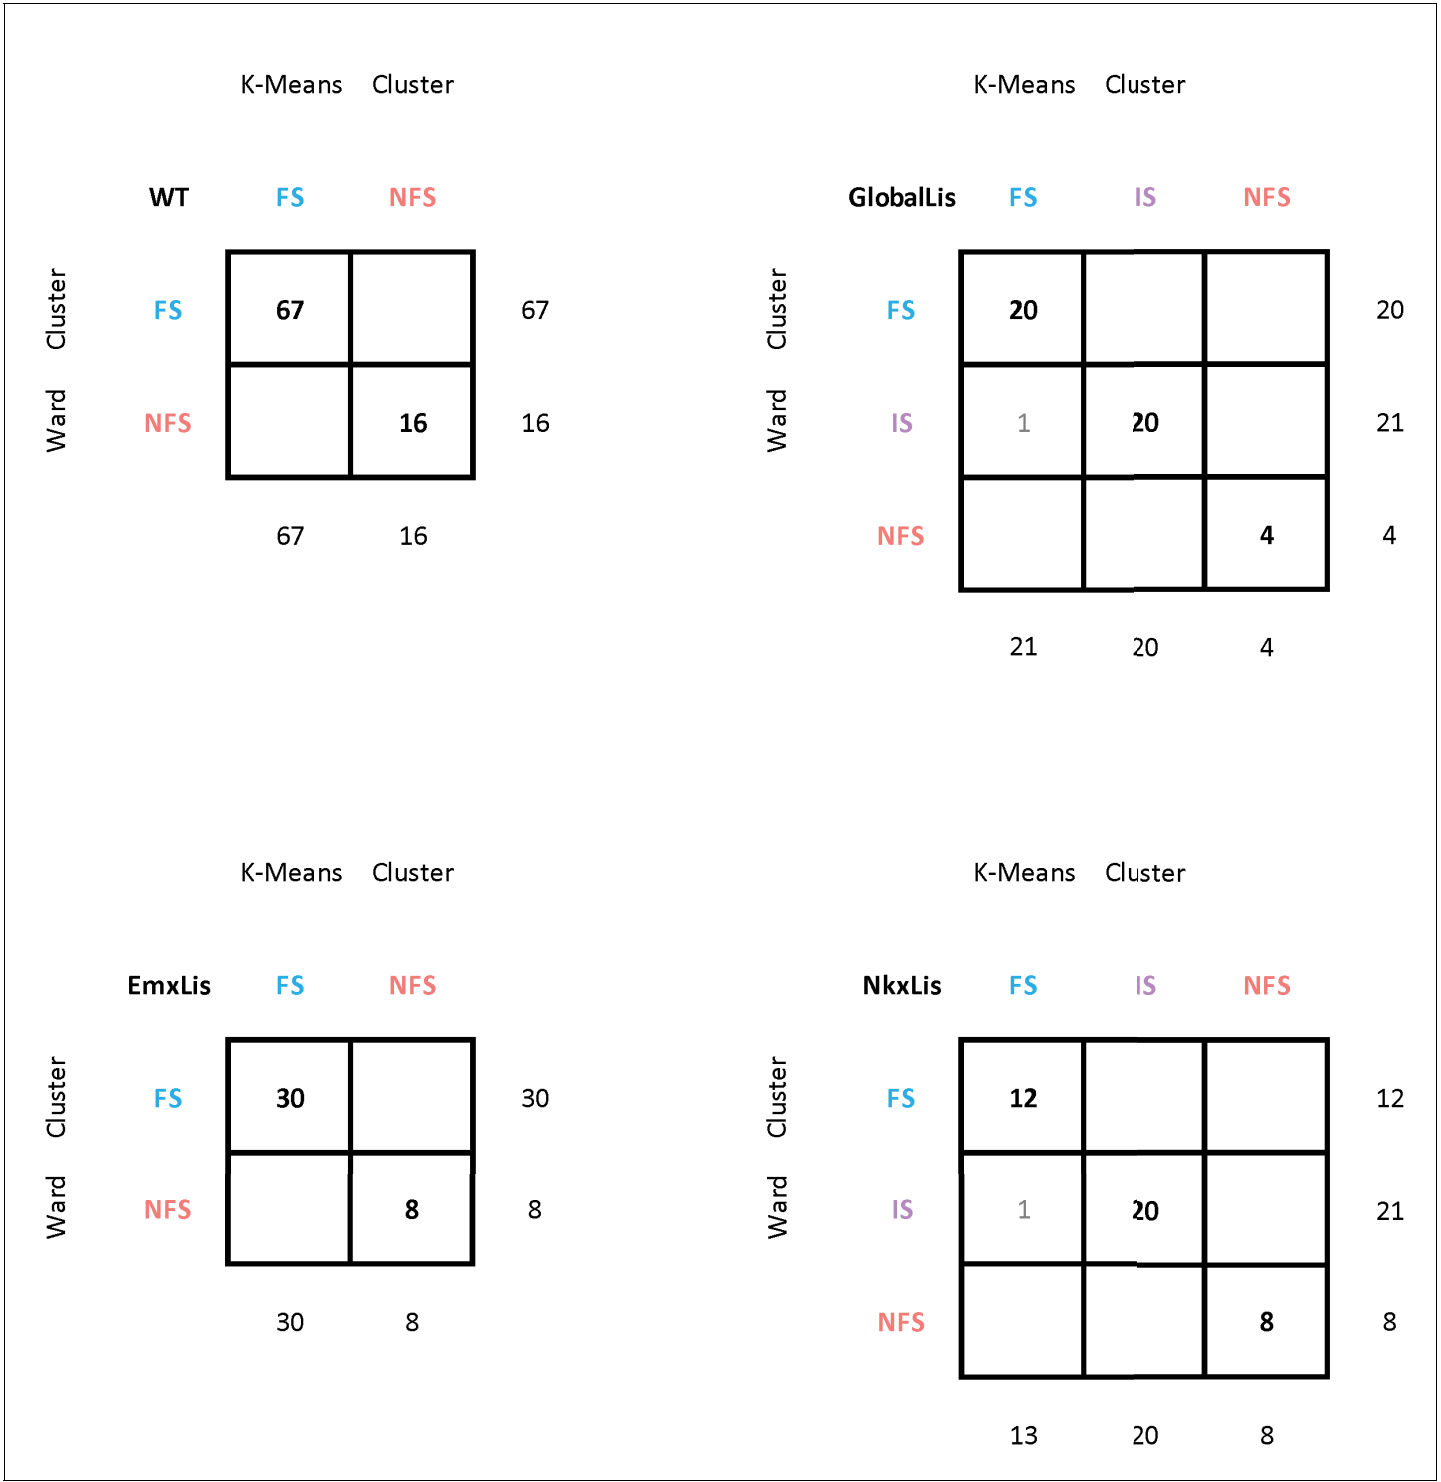 K-Means Cluster
WT FS NFS
Ward Cluster
FS 67 67
NFS 16 16
67 16
K-Means Cluster
GlobalLis FS IS NFS
Ward Cluster
FS 20 20
IS 1 20 21
NFS 4 4
21 20 4
K-Means Cluster
EmxLis FS NFS
Ward Cluster
FS 30 30
NFS 8 8
30 8
K-Means Cluster
NkxLis FS IS NFS
Ward Cluster
FS 12 12
IS 1 20 21
NFS 8 8
13 20 8